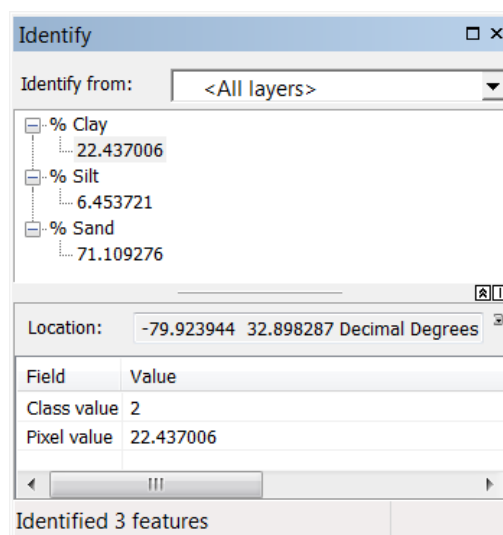 Identify
Identify from: <All layers>
% Clay
22.437006
% Silt
6.453721
% Sand
71.109276
Location: -79.923944 32.898287 Decimal Degrees
Field Value
Class value 2
Pixel value 22.437006
Identified 3 features